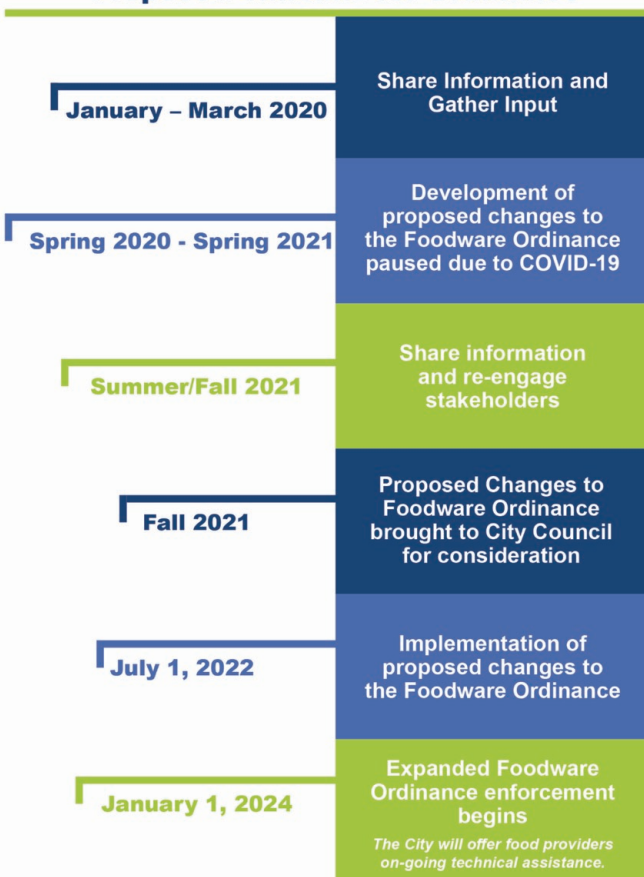 January – March 2020
Share Information and
Gather Input
Spring 2020 - Spring 2021
Development of
proposed changes to
the Foodware Ordinance
paused due to COVID-19
Summer/Fall 2021
Share information
and re-engage
stakeholders
Fall 2021
Proposed Changes to
Foodware Ordinance
brought to City Council
for consideration
July 1, 2022
Implementation of
proposed changes to
the Foodware Ordinance
January 1, 2024
Expanded Foodware
Ordinance enforcement
begins
The City will offer food providers
on-going technical assistance.